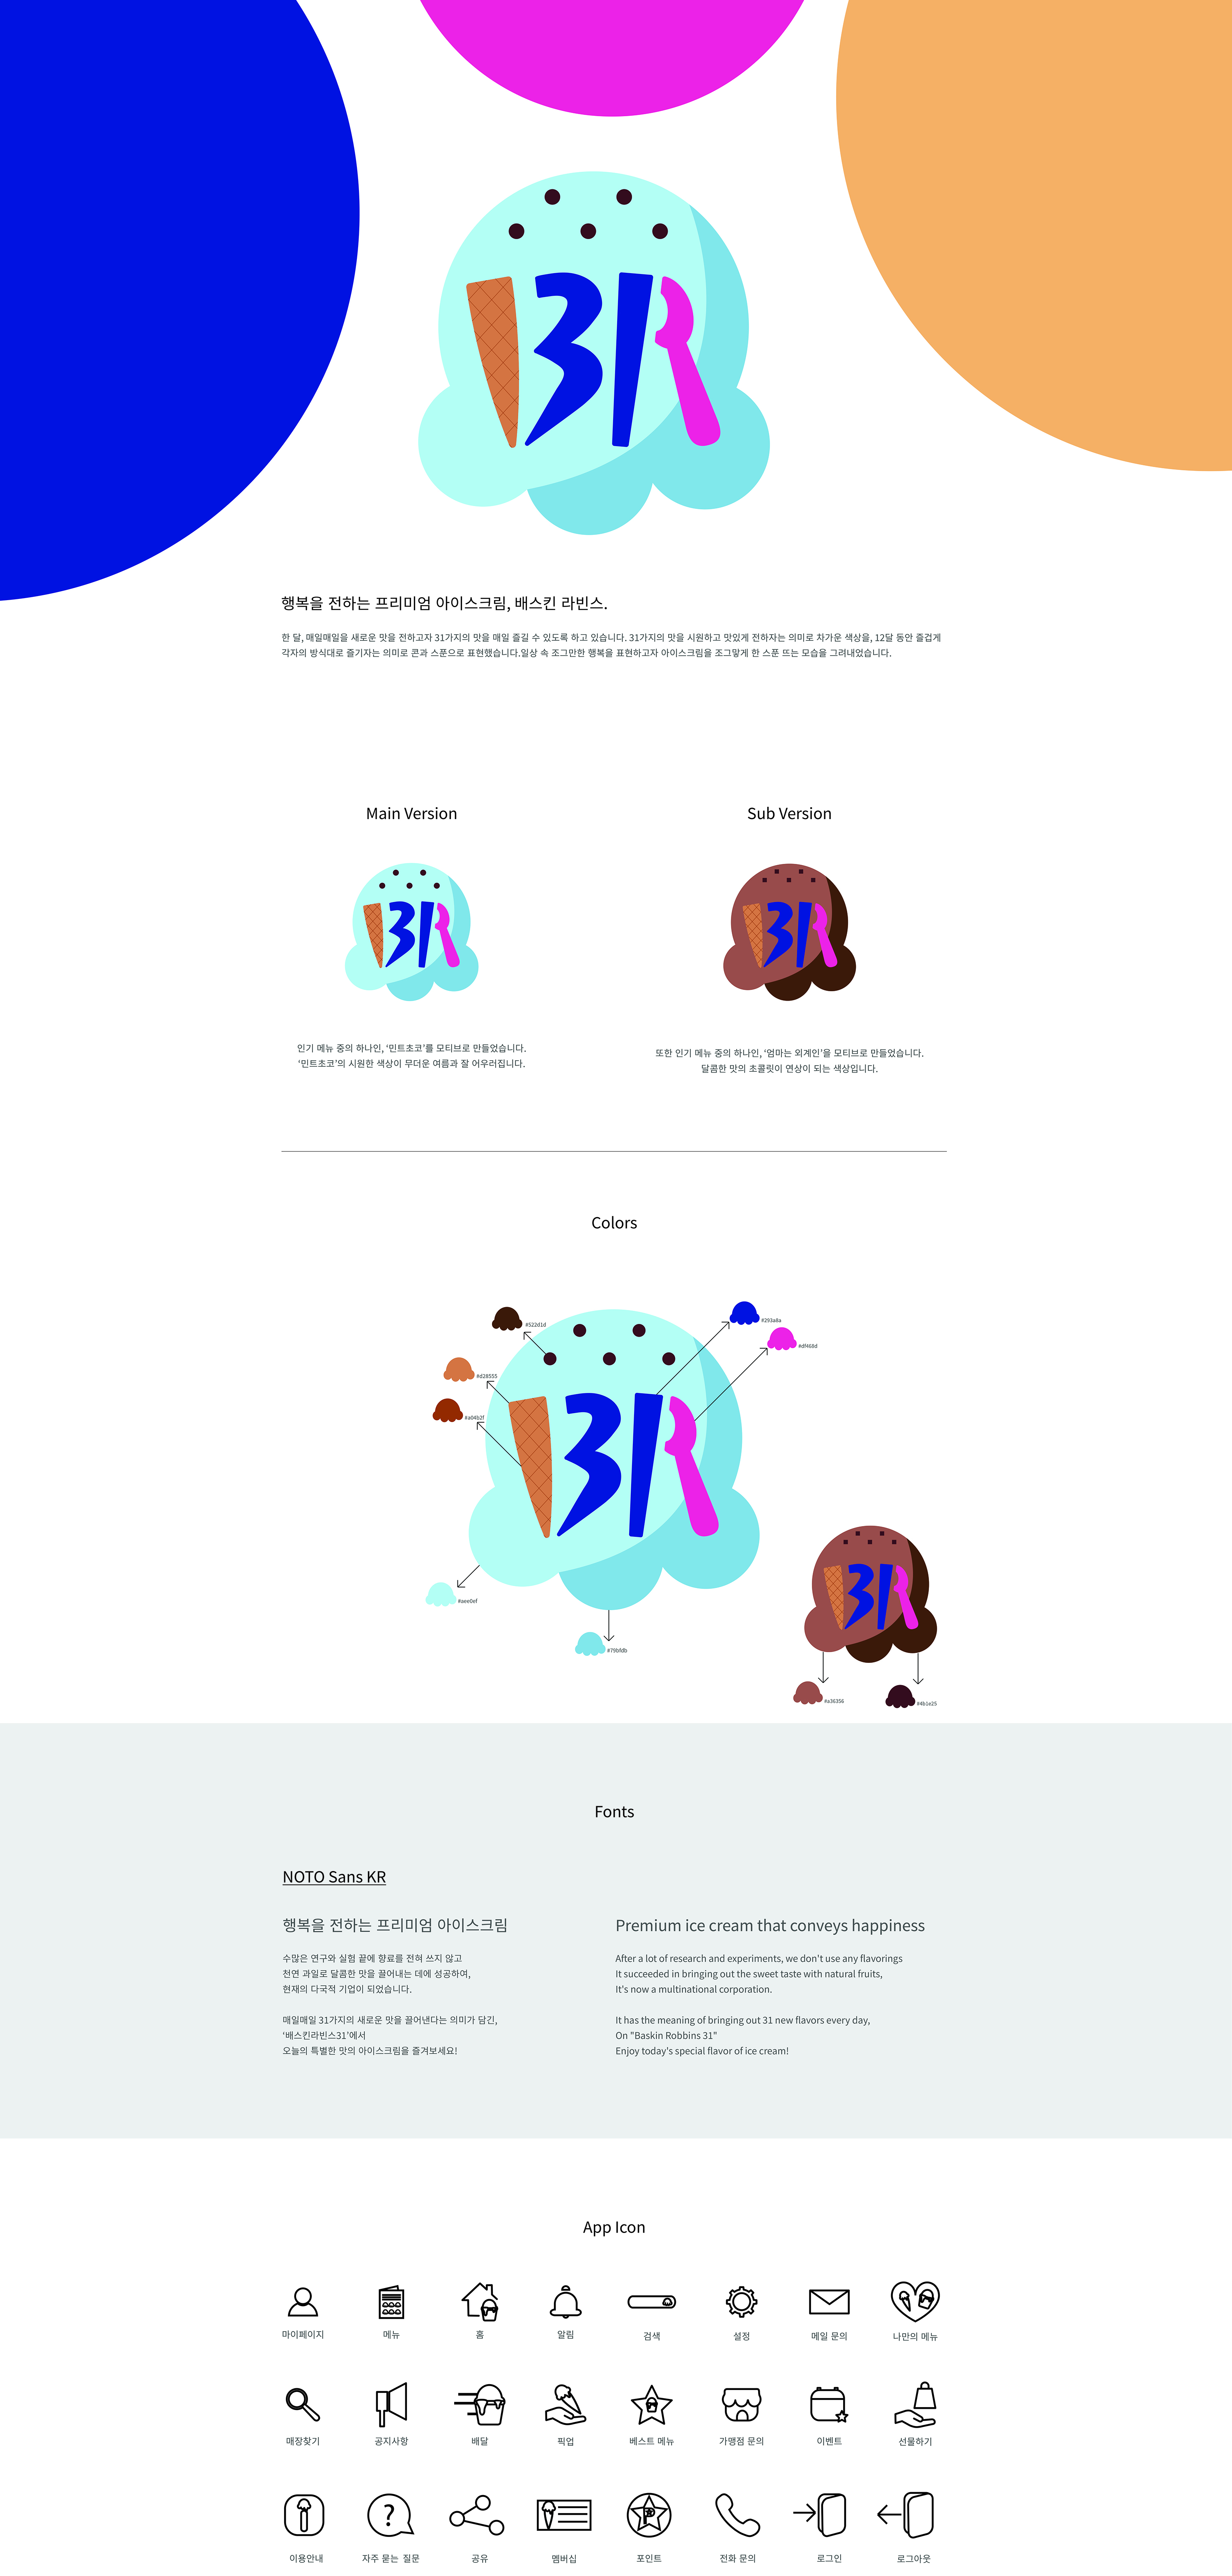 31
행복을 전하는 프리미엄 아이스크림, 배스킨 라빈스.
한 달, 매일매일을 새로운 맛을 전하고자 31가지의 맛을 매일 즐길 수 있도록 하고 있습니다. 31가지의 맛을 시원하고 맛있게 전하자는 의미로 차가운 색상을, 12달 동안 즐겁게
각자의 방식대로 즐기자는 의미로 콘과 스푼으로 표현했습니다.일상 속 조그만한 행복을 표현하고자 아이스크림을 조그맣게 한 스푼 뜨는 모습을 그려내었습니다.
Main Version
Sub Version
31
31
인기 메뉴 중의 하나인, ‘민트초코’를 모티브로 만들었습니다.
‘민트초코’의 시원한 색상이 무더운 여름과 잘 어우러집니다.
또한 인기 메뉴 중의 하나인, ‘엄마는 외계인’을 모티브로 만들었습니다.
달콤한 맛의 초콜릿이 연상이 되는 색상입니다.
Colors
#522d1d
#293a8a
#df468d
#d28555
#a04b2f
31
31
#aee0ef
#79bfdb
#a36356
#4b1e25
Fonts
NOTO Sans KR
행복을 전하는 프리미엄 아이스크림
수많은 연구와 실험 끝에 향료를 전혀 쓰지 않고
천연 과일로 달콤한 맛을 끌어내는 데에 성공하여,
현재의 다국적 기업이 되었습니다.
매일매일 31가지의 새로운 맛을 끌어낸다는 의미가 담긴,
‘배스킨라빈스31’에서
오늘의 특별한 맛의 아이스크림을 즐겨보세요!
Premium ice cream that conveys happiness
After a lot of research and experiments, we don't use any flavorings
It succeeded in bringing out the sweet taste with natural fruits,
It's now a multinational corporation.
It has the meaning of bringing out 31 new flavors every day,
On "Baskin Robbins 31"
Enjoy today's special flavor of ice cream!
App Icon
마이페이지
메뉴
홈
알림
검색
설정
메일 문의
나만의 메뉴
매장찾기
공지사항
배달
픽업
베스트 메뉴
가맹점 문의
이벤트
선물하기
?
P
이용안내
자주 묻는 질문
공유
멤버십
포인트
전화 문의
로그인
로그아웃